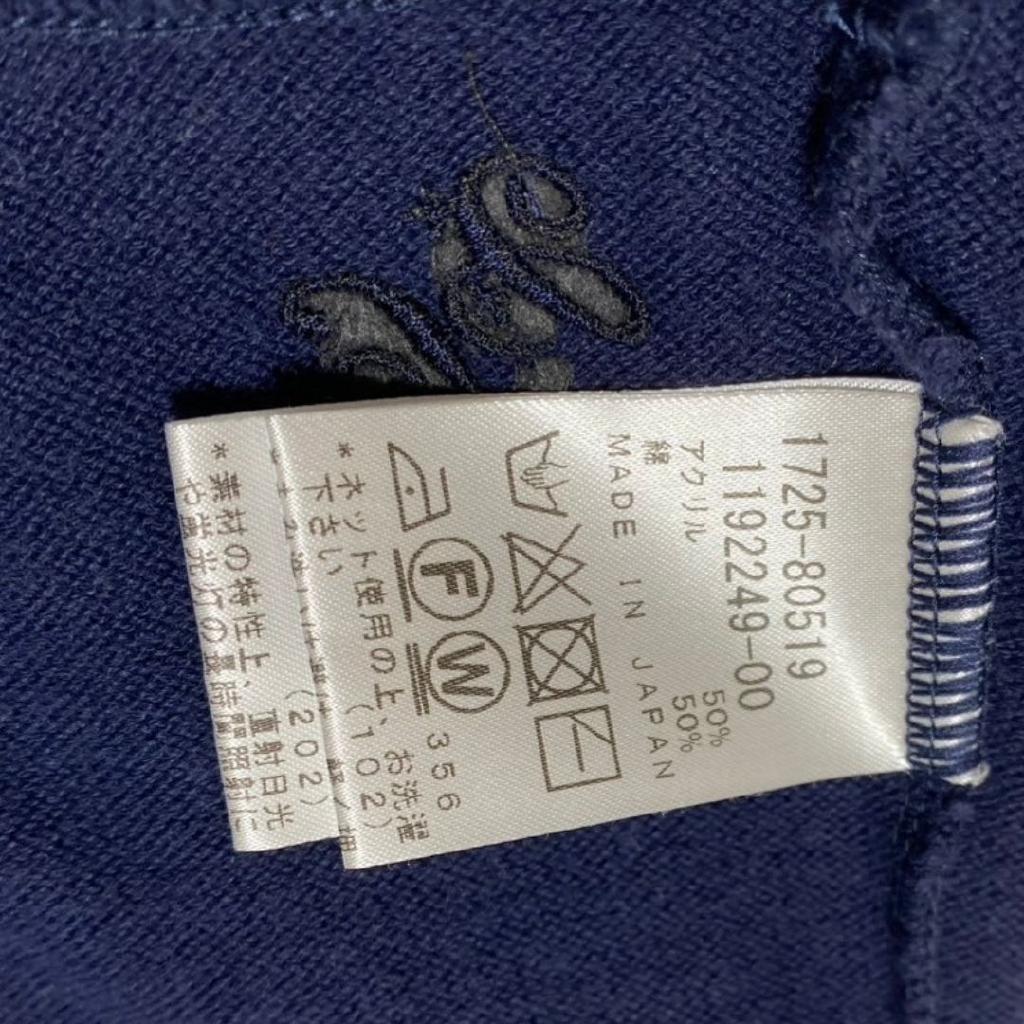 1725-80519
1192249-00
アクリル 50%
綿 50%
MADE IN JAPAN
F
W
356
*ネット使用の上、お洗濯
下さい (102)
(202)
*素材の特性上、直射日光